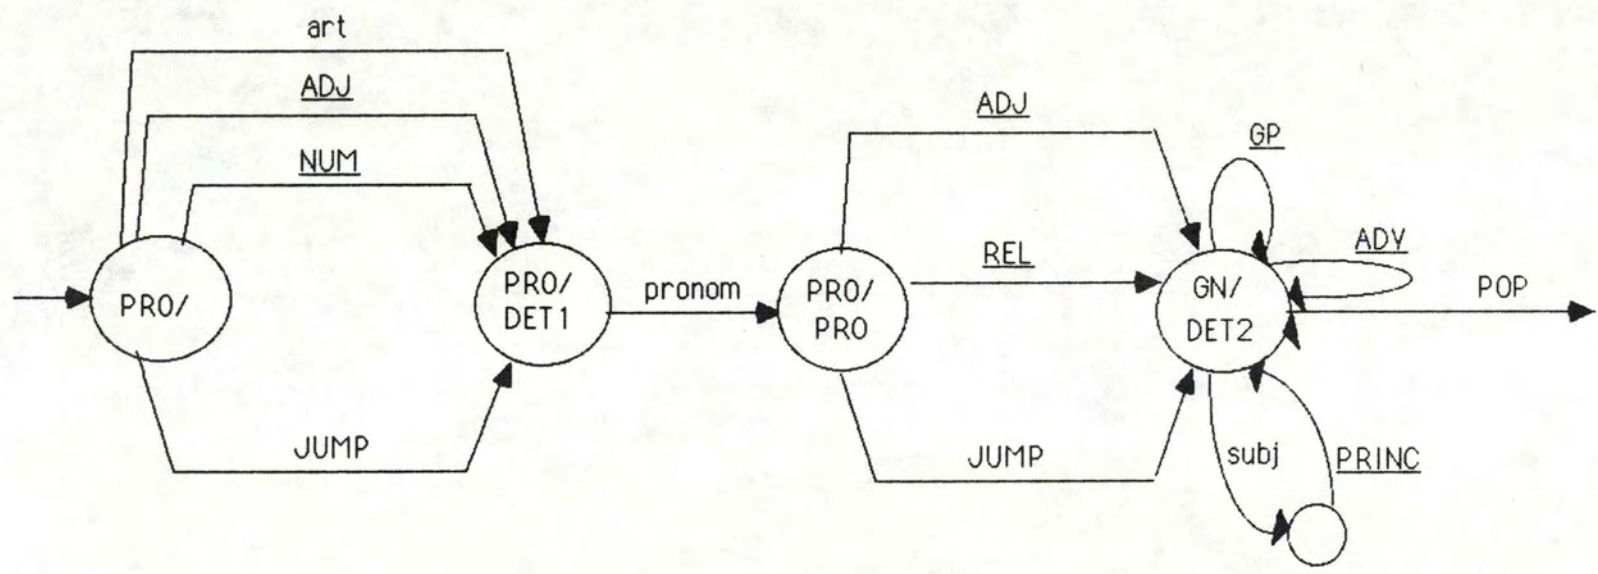 art
ADJ
NUM
PRO/
JUMP
PRO/
DET1
pronom
PRO/
PRO
ADJ
REL
JUMP
GP
ADV
GN/
DET2
POP
subj
PRINC